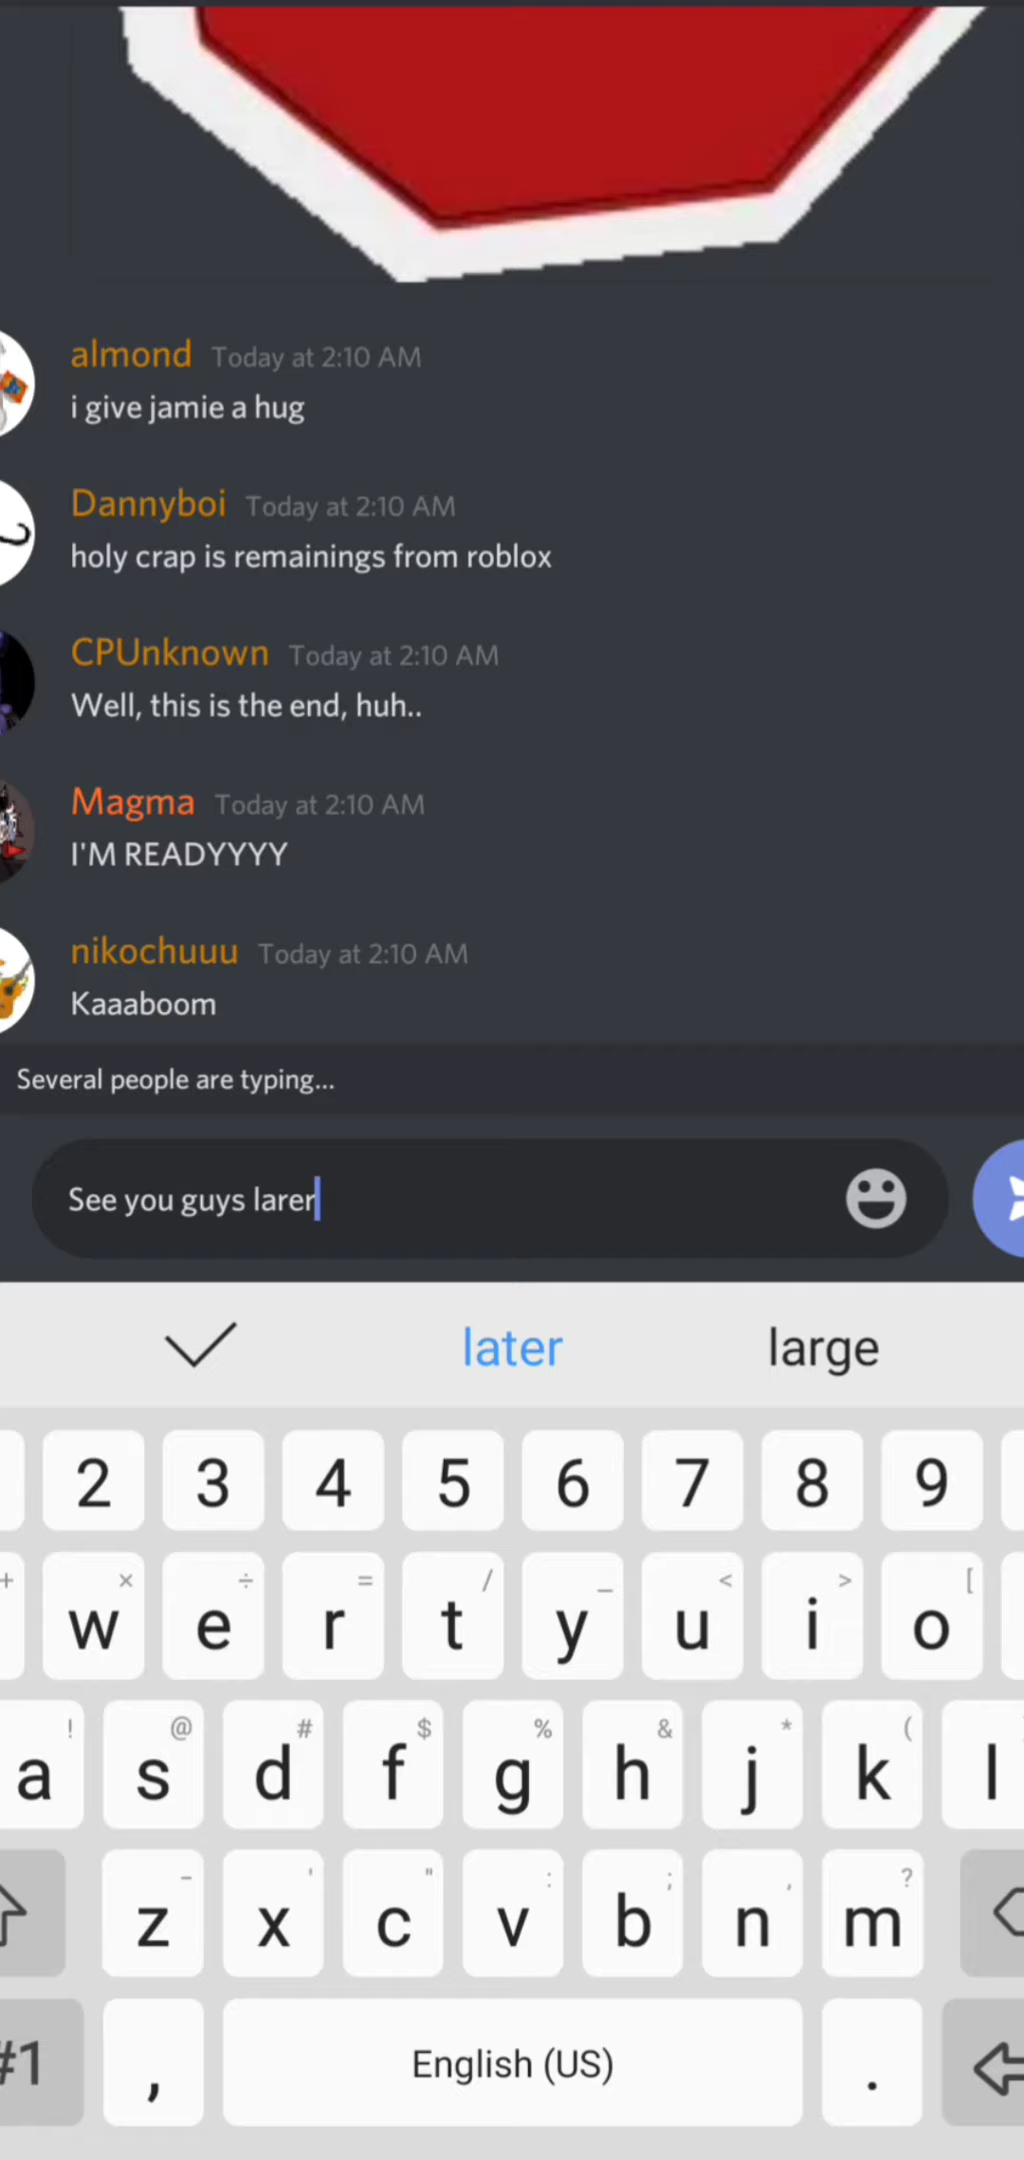 almond Today at 2:10 AM
i give jamie a hug
Dannyboi Today at 2:10 AM
holy crap is remainings from roblox
CPUnknown Today at 2:10 AM
Well, this is the end, huh..
Magma Today at 2:10 AM
I'M READYYYY
nikochuuu Today at 2:10 AM
Kaaaboom
Several people are typing...
See you guys larer
later large
2 3 4 5 6 7 8 9
+ × ÷ = / _ < > [
w e r t y u i o
! @ # $ % & * (
a s d f g h j k l
- ' " : ; , ?
z x c v b n m
#1 , English (US) .